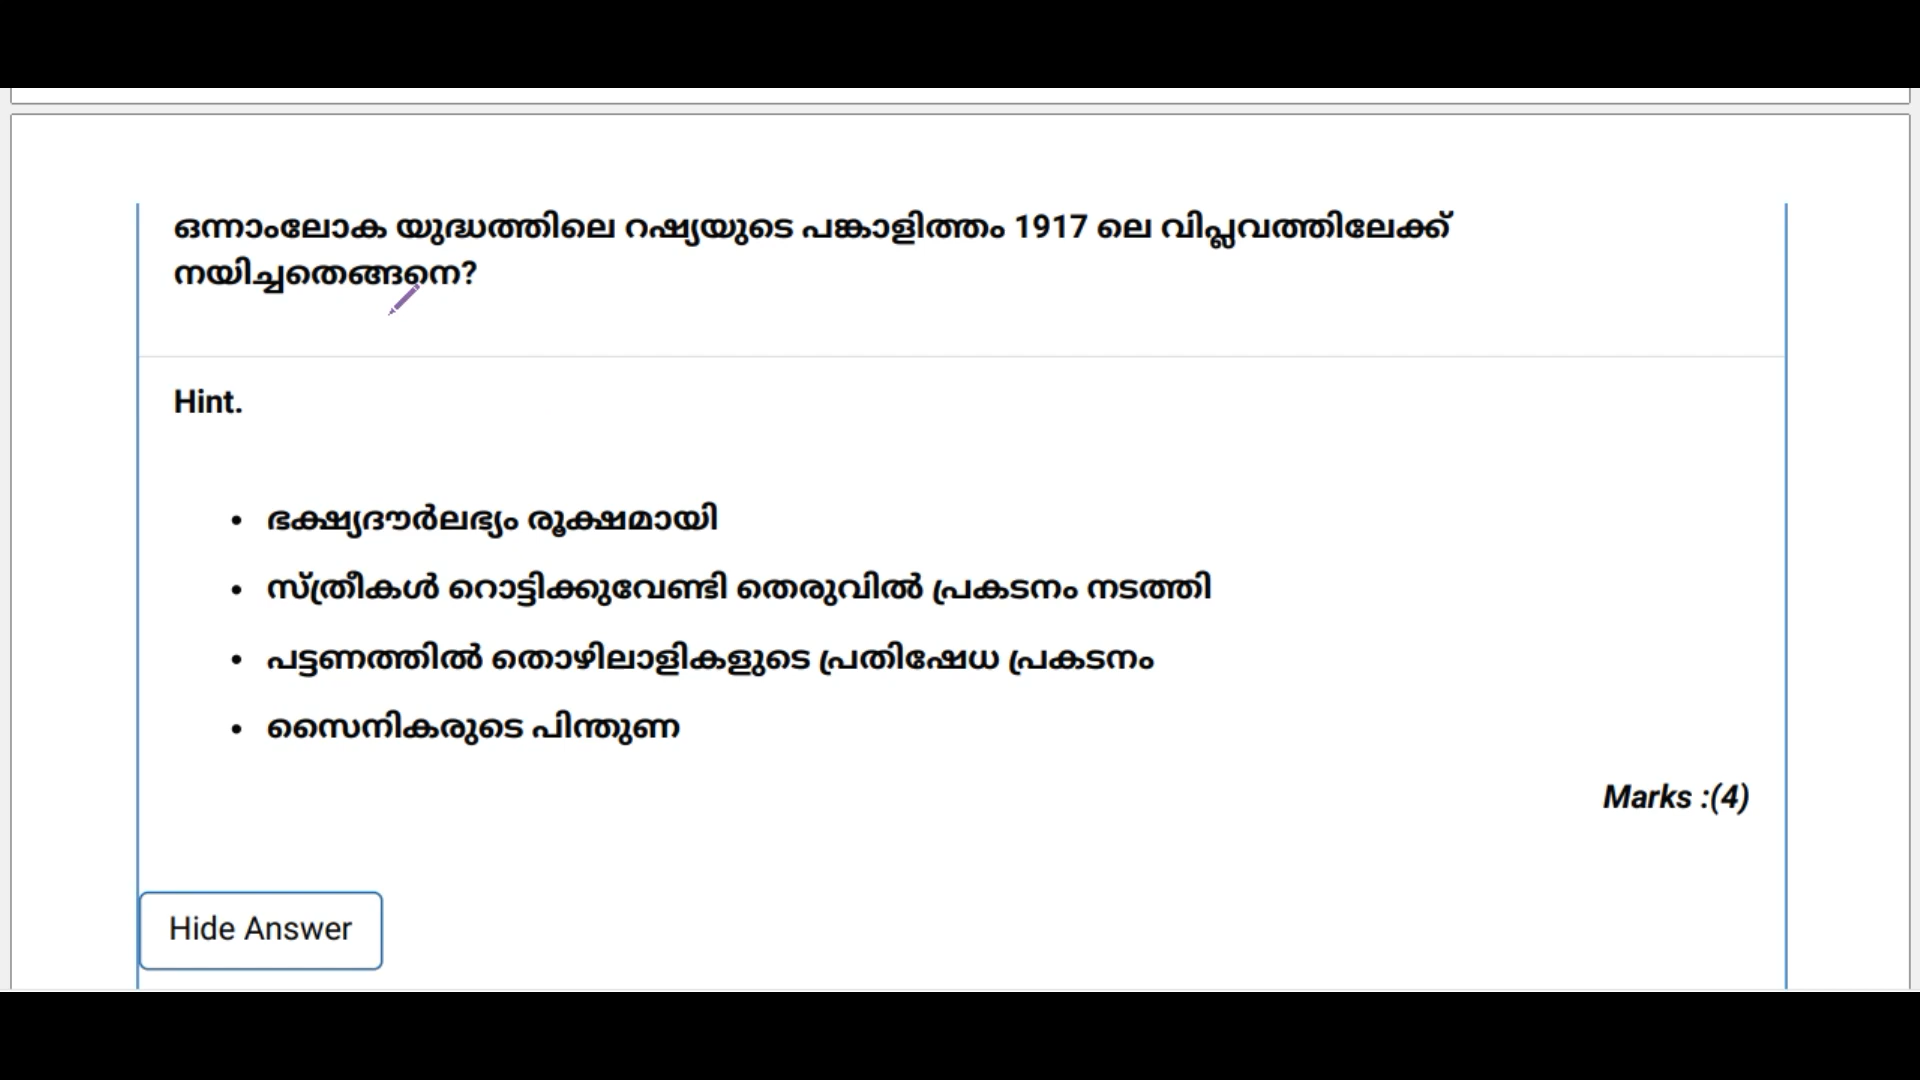 ഒന്നാംലോക യുദ്ധത്തിലെ റഷ്യയുടെ പങ്കാളിത്തം 1917 ലെ വിപ്ലവത്തിലേക്ക്
നയിച്ചതെങ്ങനെ?
Hint.
• ഭക്ഷ്യദൗർലഭ്യം രൂക്ഷമായി
• സ്ത്രീകൾ റൊട്ടിക്കുവേണ്ടി തെരുവിൽ പ്രകടനം നടത്തി
• പട്ടണത്തിൽ തൊഴിലാളികളുടെ പ്രതിഷേധ പ്രകടനം
• സൈനികരുടെ പിന്തുണ
Marks :(4)
Hide Answer